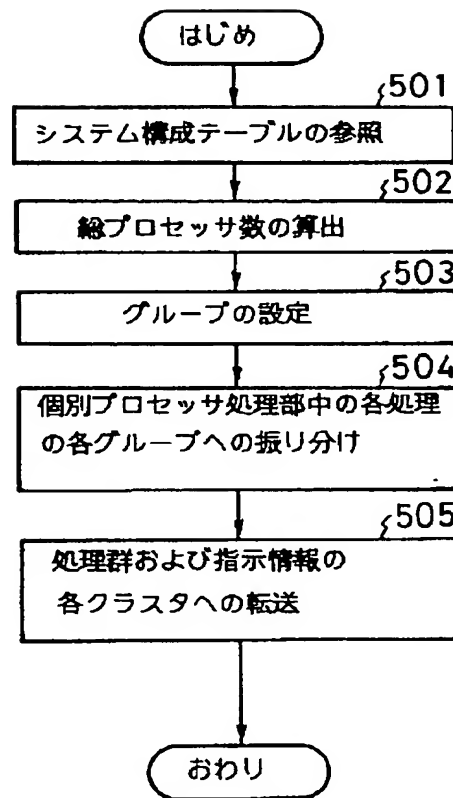 はじめ
501
システム構成テーブルの参照
502
総プロセッサ数の算出
503
グループの設定
504
個別プロセッサ処理部中の各処理
の各グループへの振り分け
505
処理群および指示情報の
各クラスタへの転送
おわり